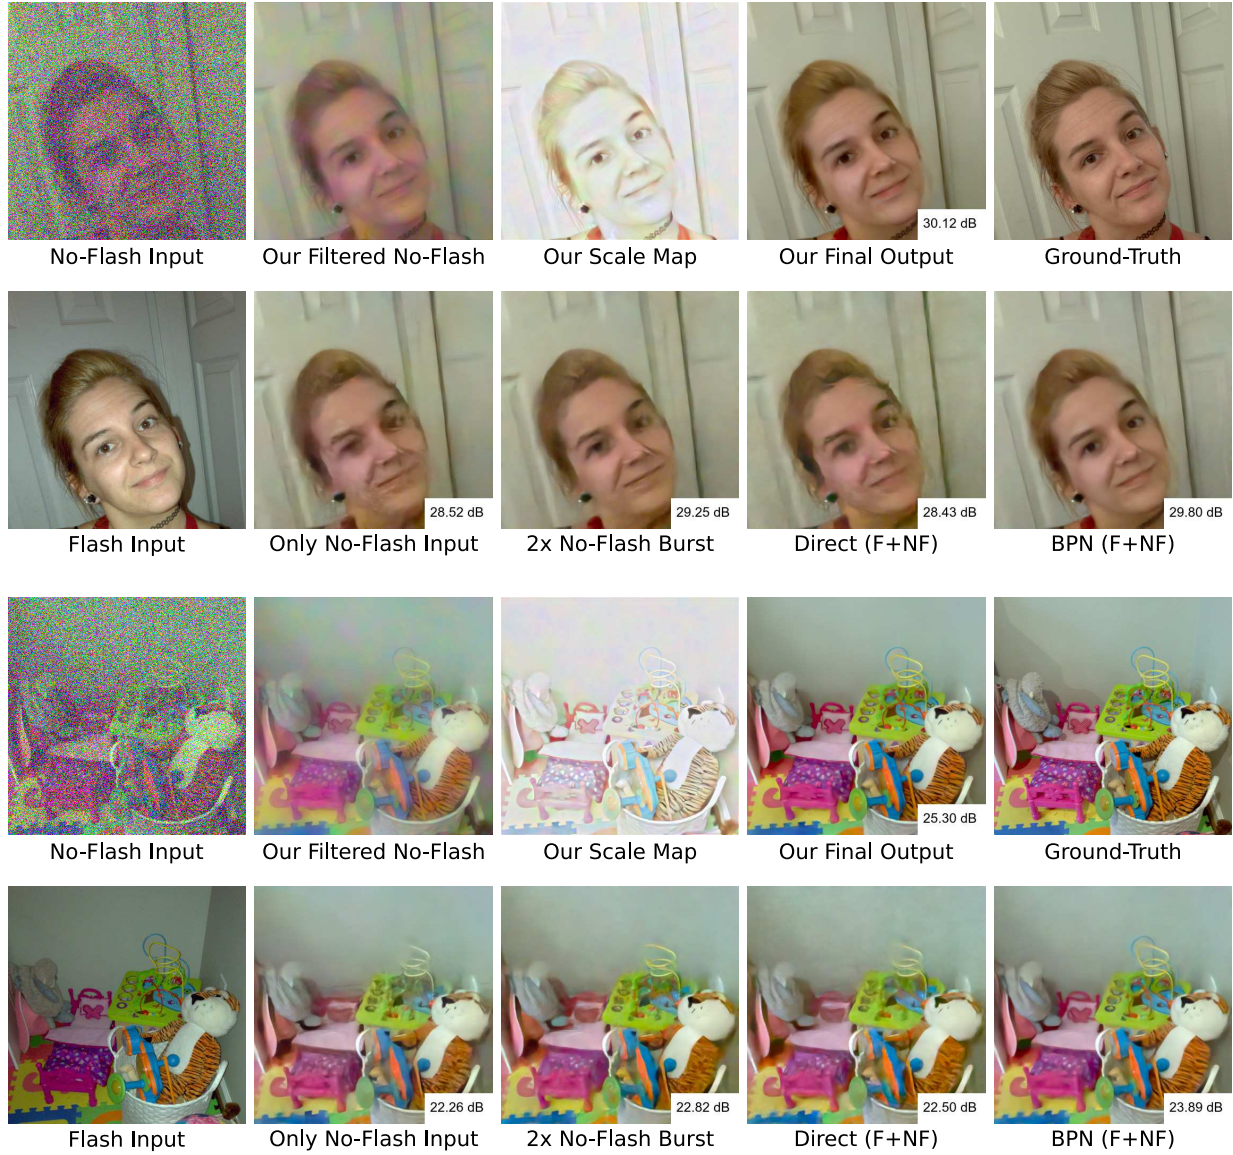 30.12 dB
No-Flash Input Our Filtered No-Flash Our Scale Map Our Final Output Ground-Truth
28.52 dB 29.25 dB 28.43 dB 29.80 dB
Flash Input Only No-Flash Input 2x No-Flash Burst Direct (F+NF) BPN (F+NF)
25.30 dB
No-Flash Input Our Filtered No-Flash Our Scale Map Our Final Output Ground-Truth
22.26 dB 22.82 dB 22.50 dB 23.89 dB
Flash Input Only No-Flash Input 2x No-Flash Burst Direct (F+NF) BPN (F+NF)